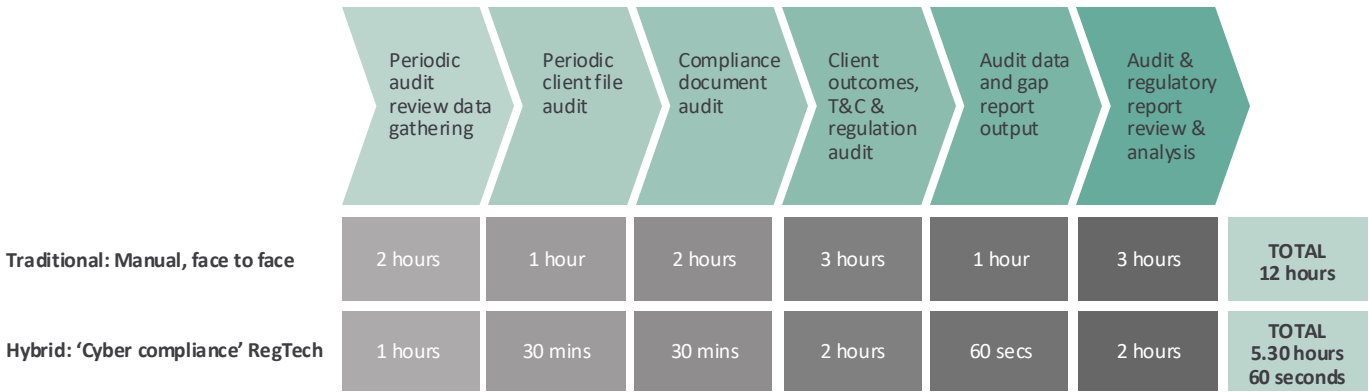 Periodic
audit
review data
gathering
Periodic
client file
audit
Compliance
document
audit
Client
outcomes,
T&C &
regulation
audit
Audit data
and gap
report
output
Audit &
regulatory
report
review &
analysis
Traditional: Manual, face to face
2 hours
1 hour
2 hours
3 hours
1 hour
3 hours
TOTAL
12 hours
Hybrid: ‘Cyber compliance’ RegTech
1 hours
30 mins
30 mins
2 hours
60 secs
2 hours
TOTAL
5.30 hours
60 seconds